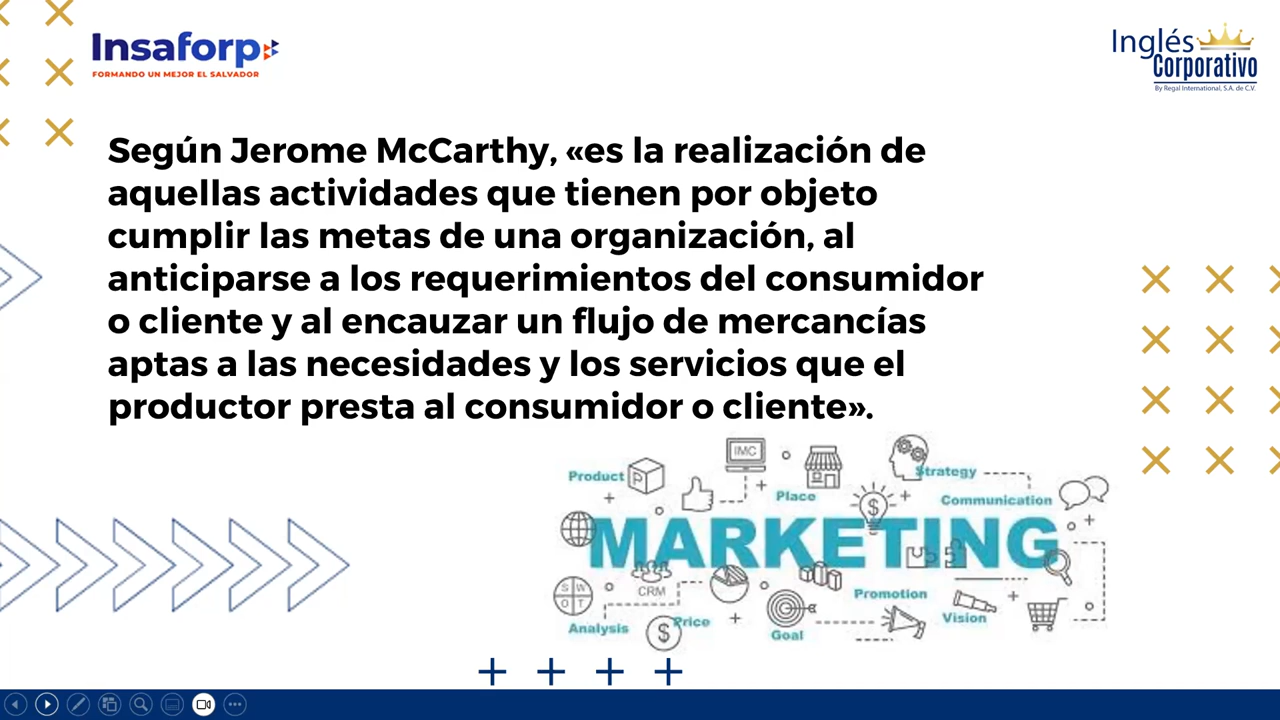 Insaforp
FORMANDO UN MEJOR EL SALVADOR
Inglés
Corporativo
By Regal International, S.A. de C.V.
Según Jerome McCarthy, «es la realización de
aquellas actividades que tienen por objeto
cumplir las metas de una organización, al
anticiparse a los requerimientos del consumidor
o cliente y al encauzar un flujo de mercancías
aptas a las necesidades y los servicios que el
productor presta al consumidor o cliente».
IMC
Product
P
Place
Strategy
Communication
$
MARKETING
S W
O T
CRM
Promotion
Analysis
$
Price
Goal
Vision